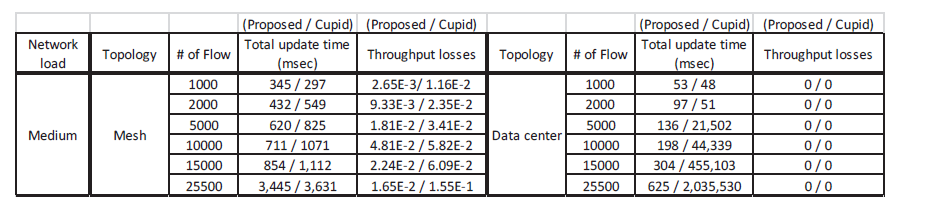 (Proposed / Cupid) (Proposed / Cupid) (Proposed / Cupid) (Proposed / Cupid)
Network load Topology # of Flow Total update time (msec) Throughput losses Topology # of Flow Total update time (msec) Throughput losses
Medium Mesh 1000 345 / 297 2.65E-3/ 1.16E-2 Data center 1000 53 / 48 0 / 0
2000 432 / 549 9.33E-3 / 2.35E-2 2000 97 / 51 0 / 0
5000 620 / 825 1.81E-2 / 3.41E-2 5000 136 / 21,502 0 / 0
10000 711 / 1071 4.81E-2 / 5.82E-2 10000 198 / 44,339 0 / 0
15000 854 / 1,112 2.24E-2 / 6.09E-2 15000 304 / 455,103 0 / 0
25500 3,445 / 3,631 1.65E-2 / 1.55E-1 25500 625 / 2,035,530 0 / 0